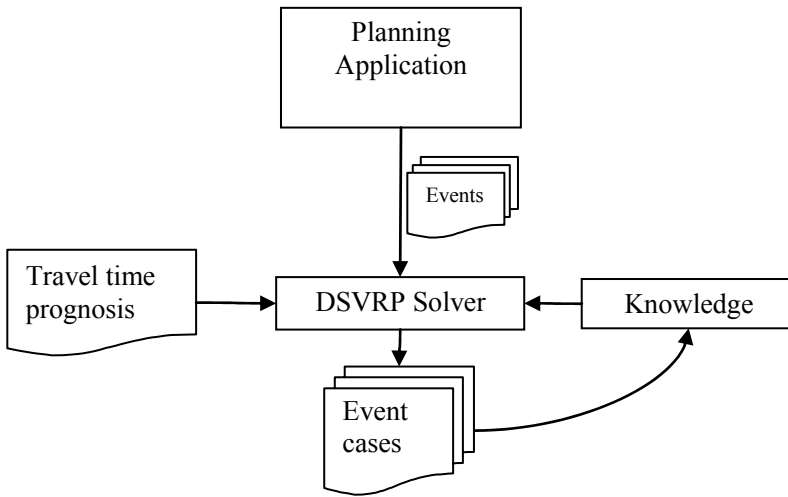 Planning
Application
Events
Travel time
prognosis
DSVRP Solver
Knowledge
Event
cases